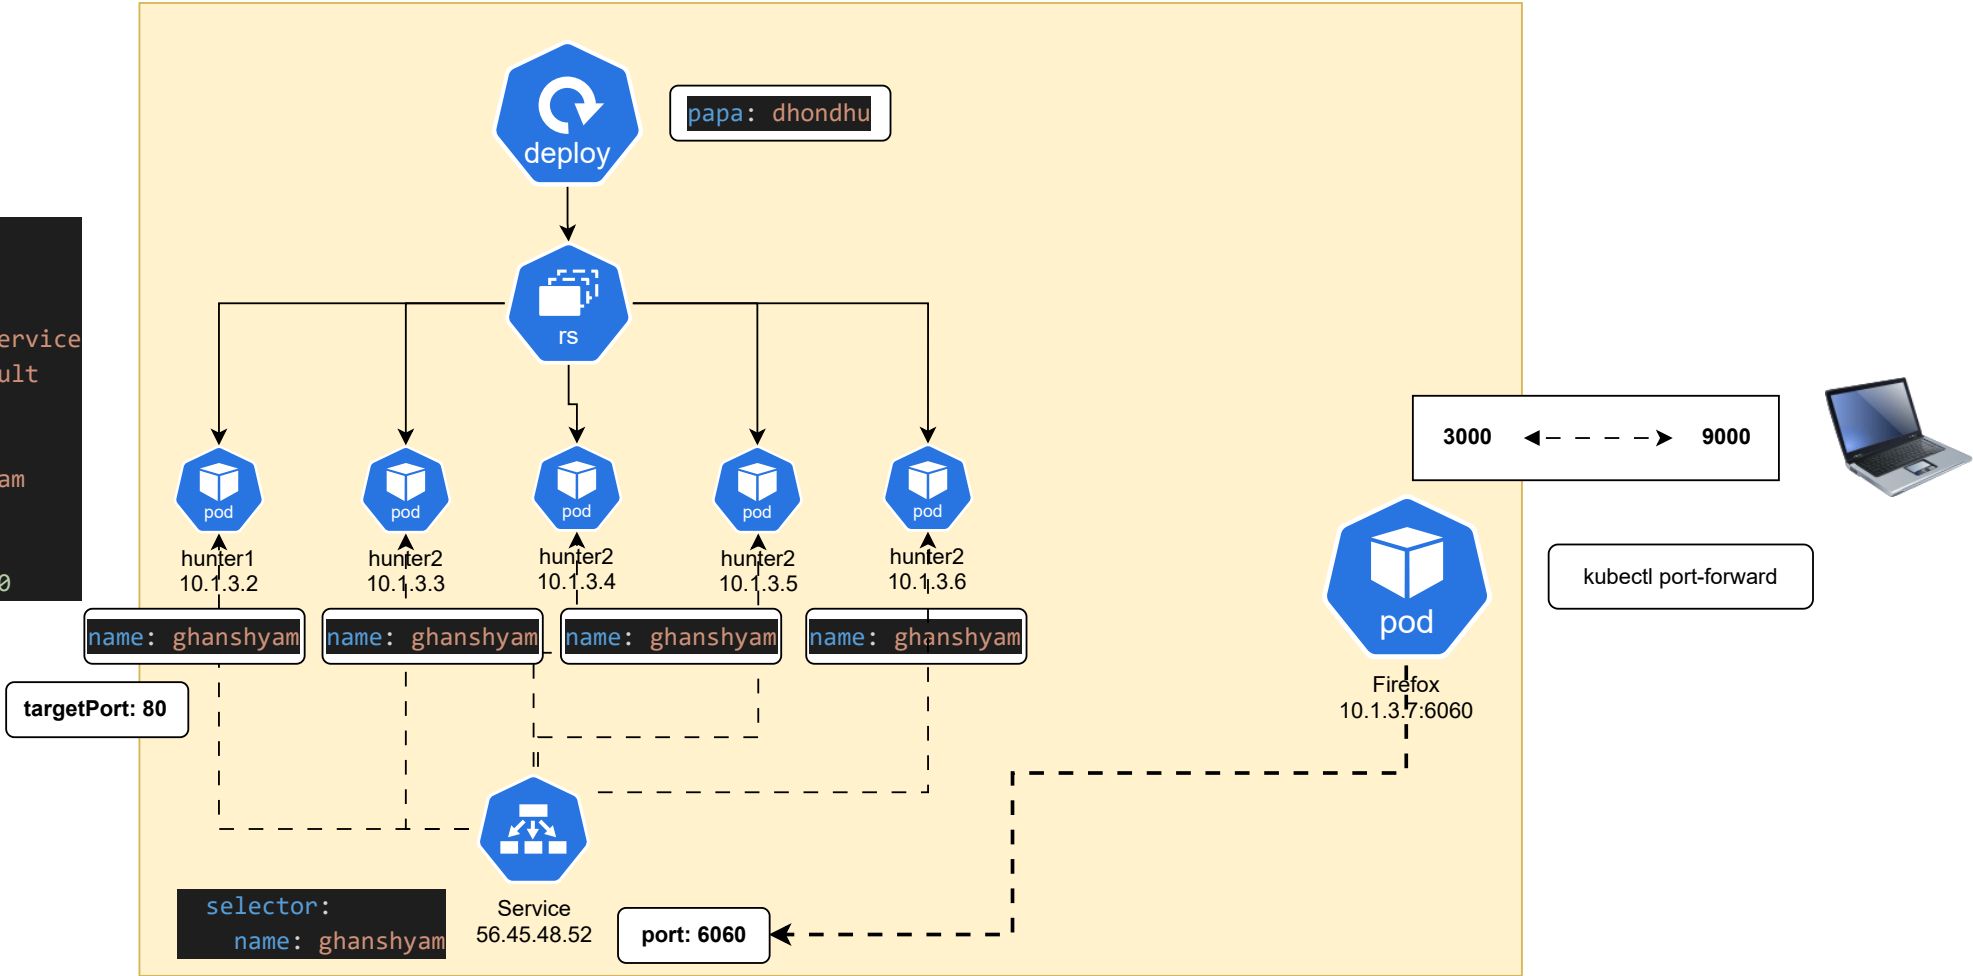 deploy
papa: dhondhu
rs
ervice
ult
am
0
pod
pod
pod
pod
pod
hunter1
10.1.3.2
hunter2
10.1.3.3
hunter2
10.1.3.4
hunter2
10.1.3.5
hunter2
10.1.3.6
name: ghanshyam
name: ghanshyam
name: ghanshyam
name: ghanshyam
targetPort: 80
3000
9000
kubectl port-forward
pod
Firefox
10.1.3.7:6060
selector:
name: ghanshyam
Service
56.45.48.52
port: 6060